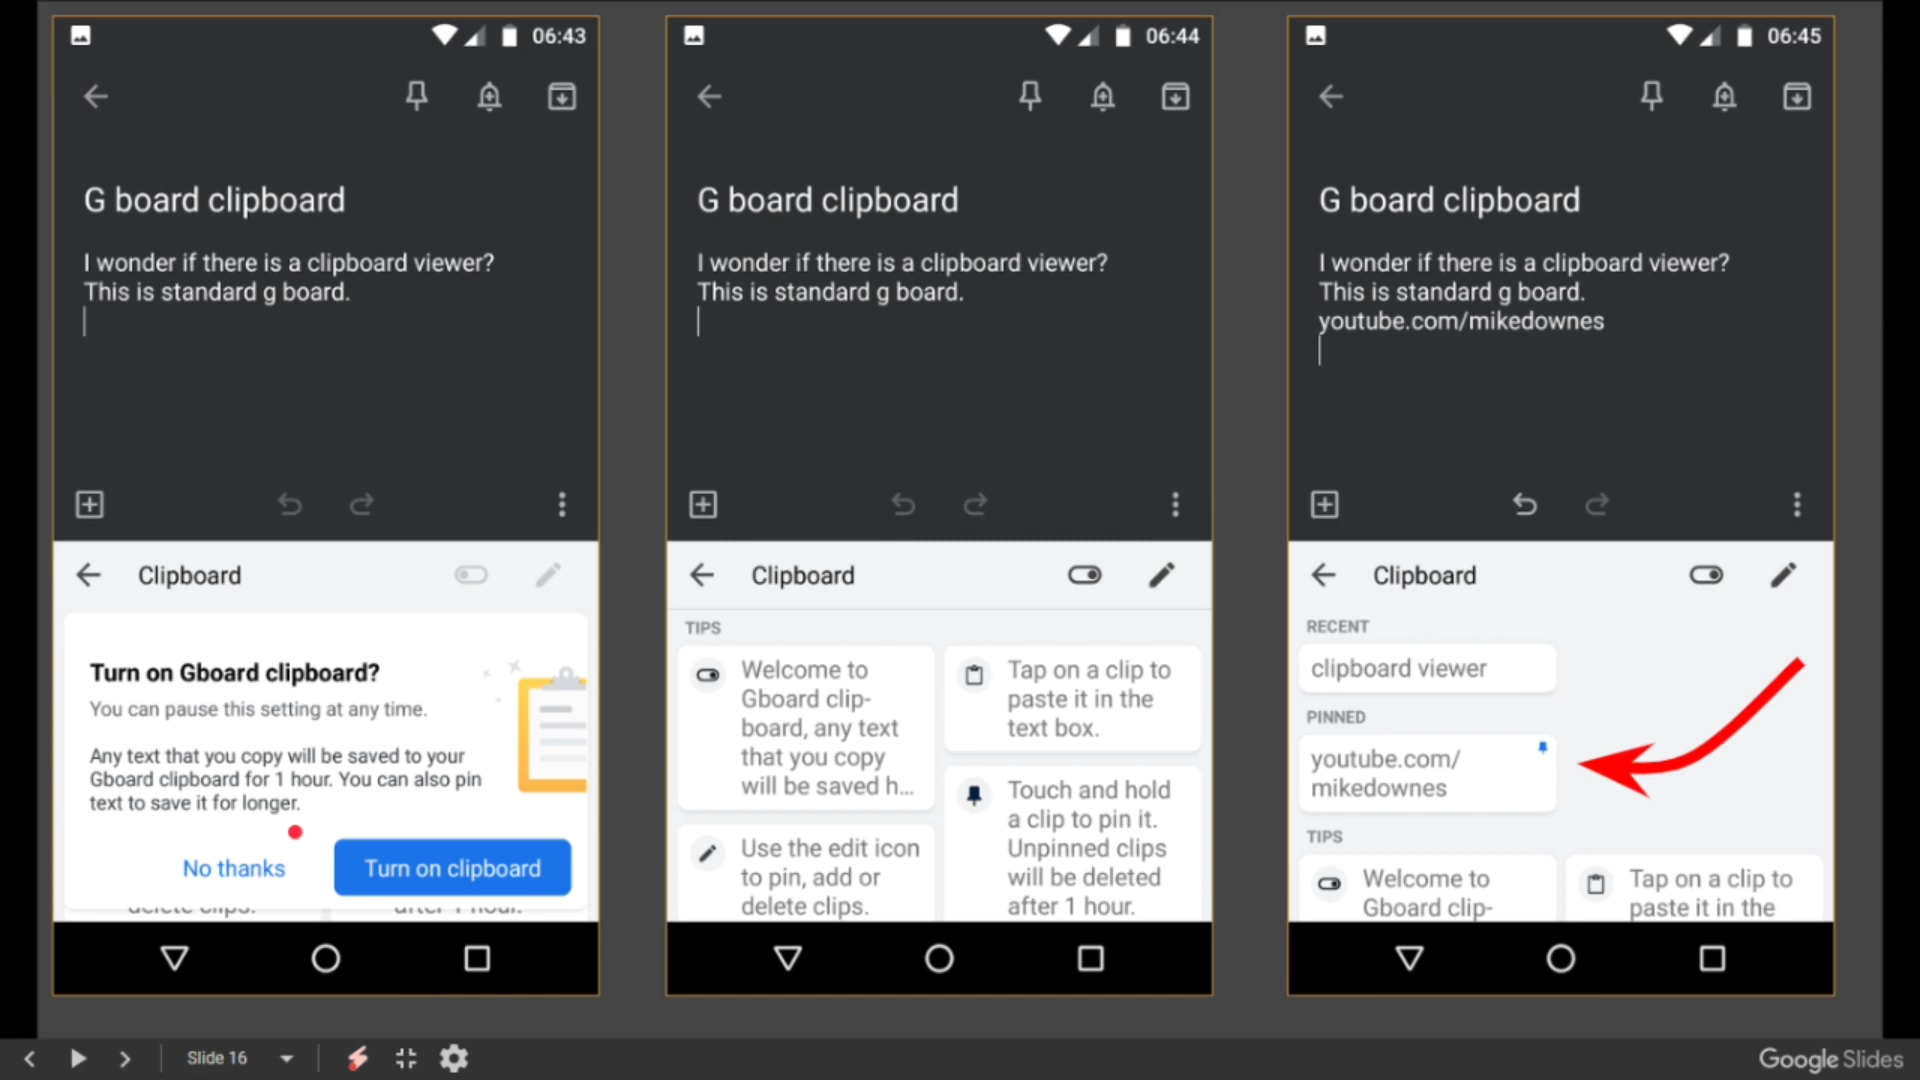 06:43
G board clipboard
I wonder if there is a clipboard viewer?
This is standard g board.
Clipboard
Turn on Gboard clipboard?
You can pause this setting at any time.
Any text that you copy will be saved to your
Gboard clipboard for 1 hour. You can also pin
text to save it for longer.
No thanks
Turn on clipboard
delete clips.
after 1 hour.
06:44
G board clipboard
I wonder if there is a clipboard viewer?
This is standard g board.
Clipboard
TIPS
Welcome to
Gboard clip-
board, any text
that you copy
will be saved h...
Use the edit icon
to pin, add or
delete clips.
Tap on a clip to
paste it in the
text box.
Touch and hold
a clip to pin it.
Unpinned clips
will be deleted
after 1 hour.
06:45
G board clipboard
I wonder if there is a clipboard viewer?
This is standard g board.
youtube.com/mikedownes
Clipboard
RECENT
clipboard viewer
PINNED
youtube.com/
mikedownes
TIPS
Welcome to
Gboard clip-
Tap on a clip to
paste it in the
Slide 16
Google Slides